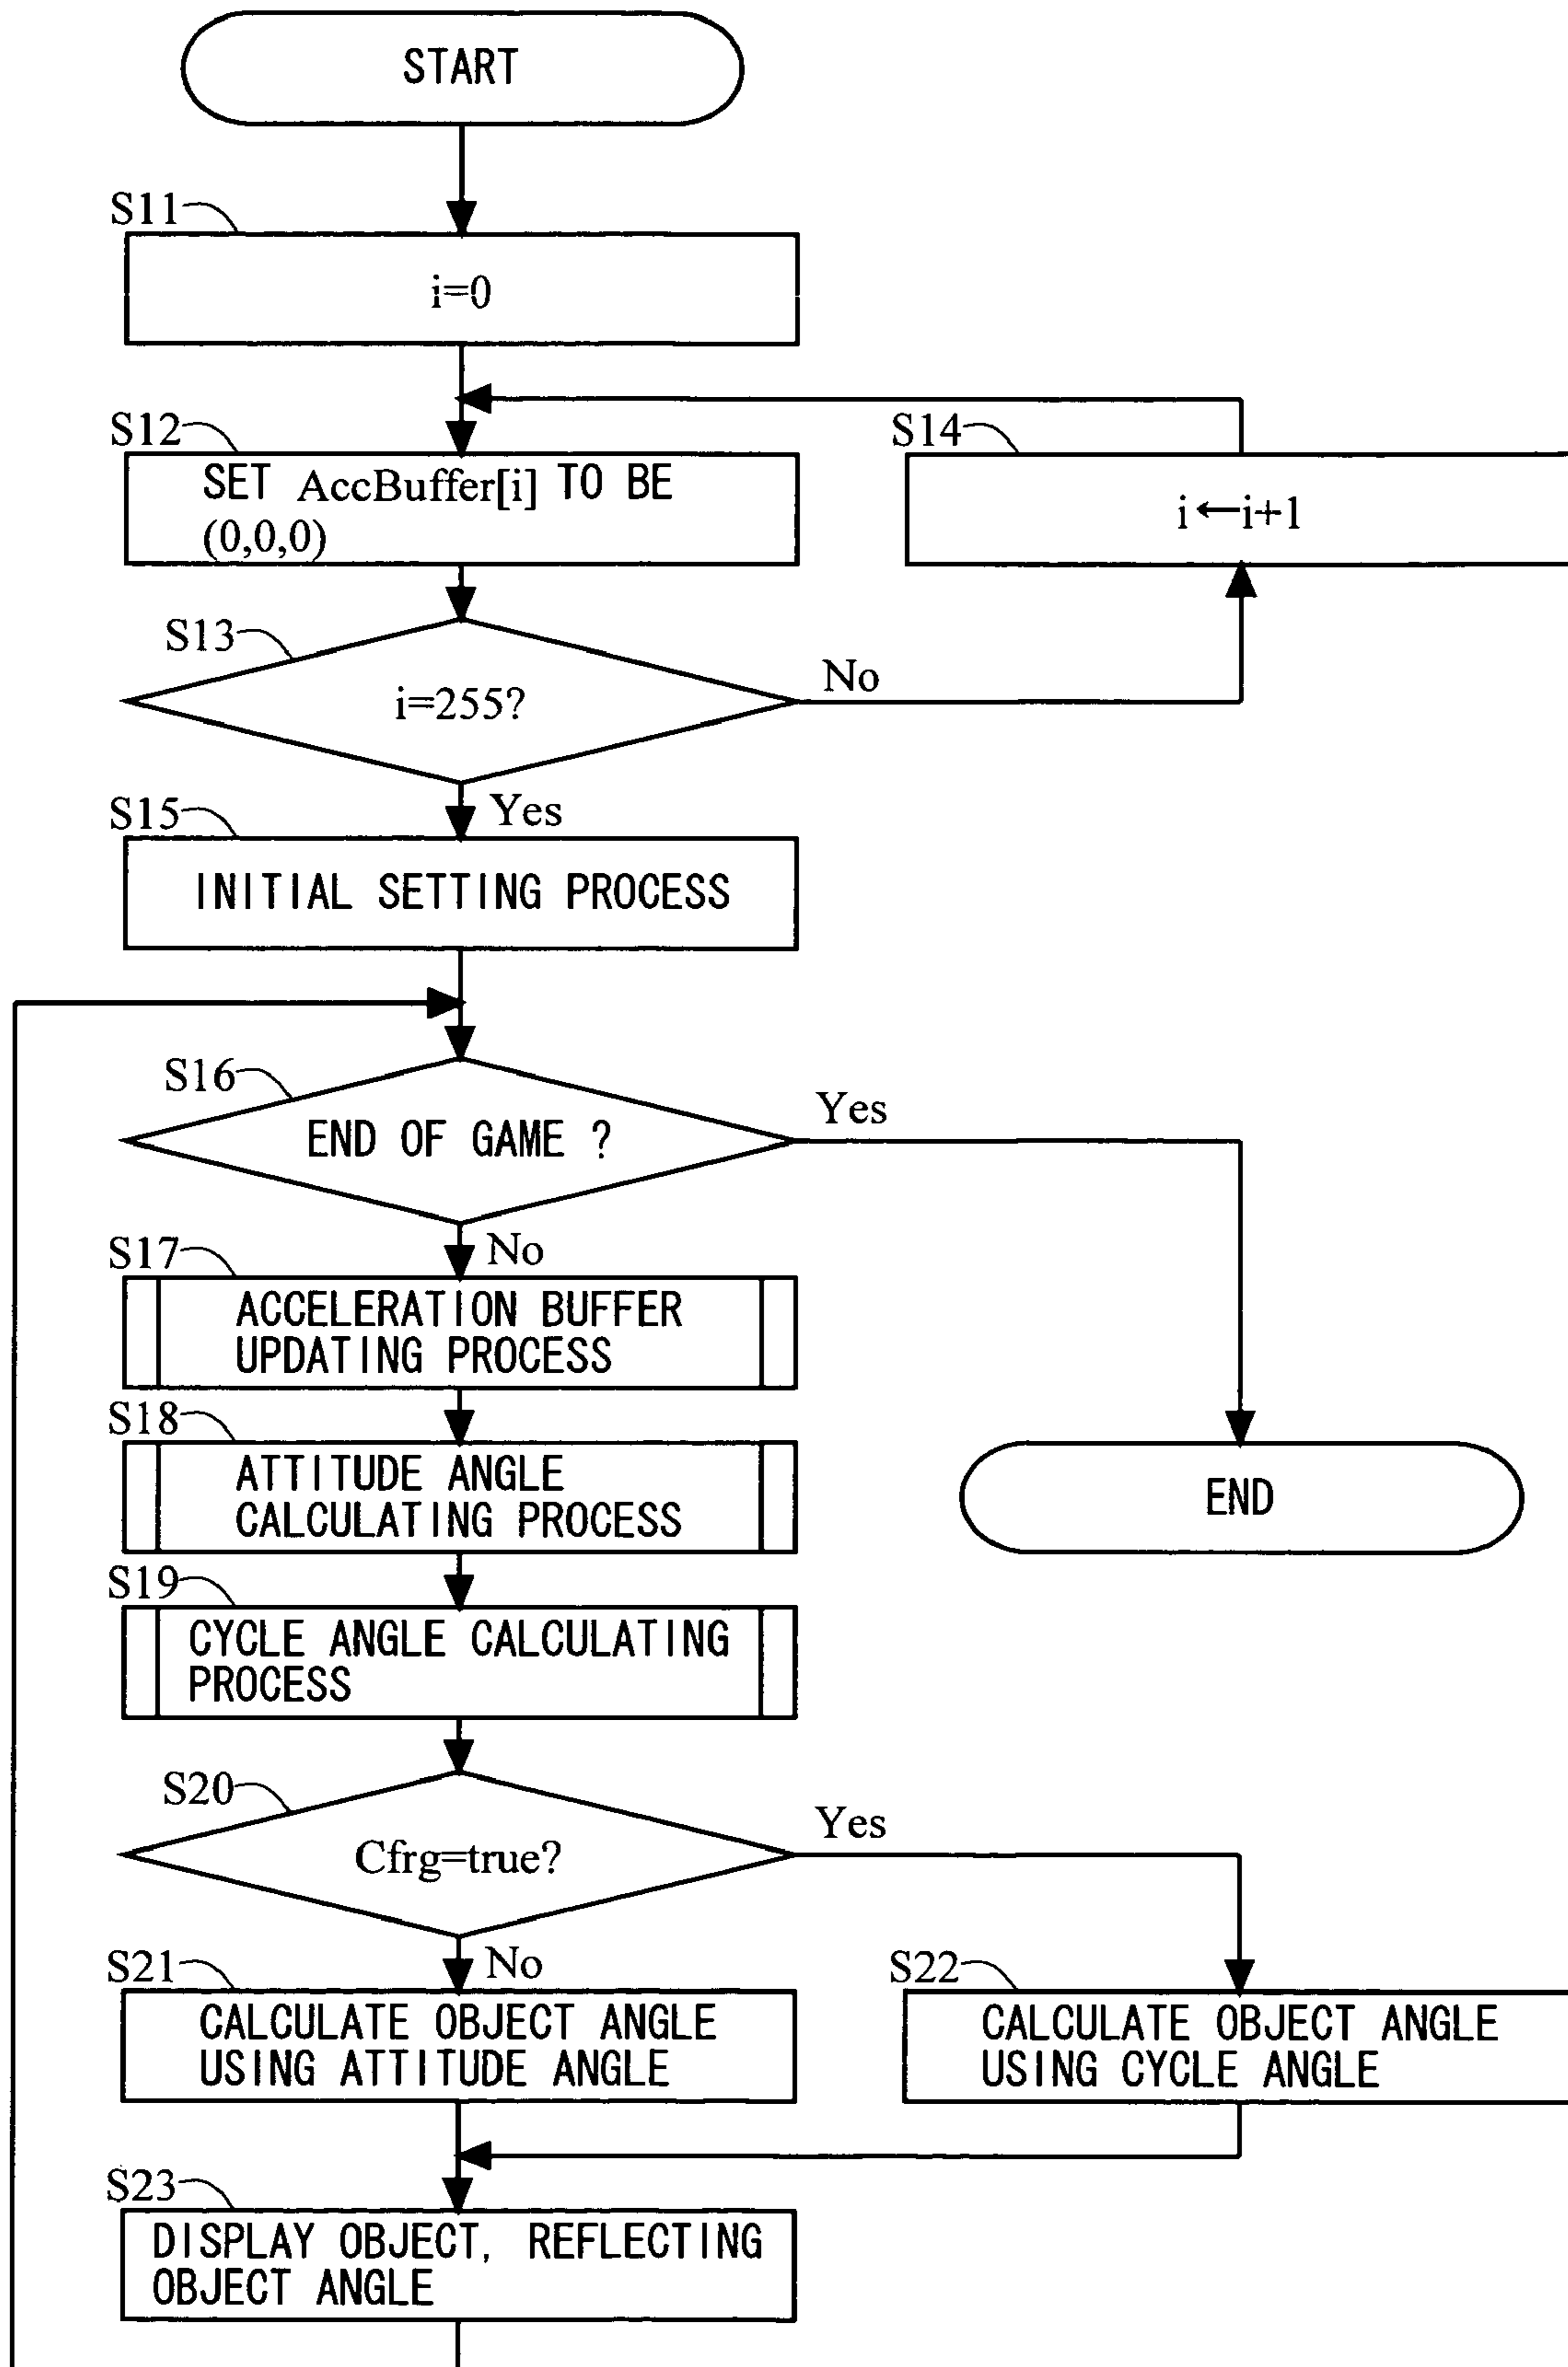 START
S11
i=0
S12
SET AccBuffer[i] TO BE
(0,0,0)
S14
i←i+1
S13
i=255?
No
Yes
S15
INITIAL SETTING PROCESS
S16
END OF GAME ?
Yes
No
S17
ACCELERATION BUFFER
UPDATING PROCESS
S18
ATTITUDE ANGLE
CALCULATING PROCESS
END
S19
CYCLE ANGLE CALCULATING
PROCESS
S20
Cfrg=true?
Yes
No
S21
CALCULATE OBJECT ANGLE
USING ATTITUDE ANGLE
S22
CALCULATE OBJECT ANGLE
USING CYCLE ANGLE
S23
DISPLAY OBJECT, REFLECTING
OBJECT ANGLE